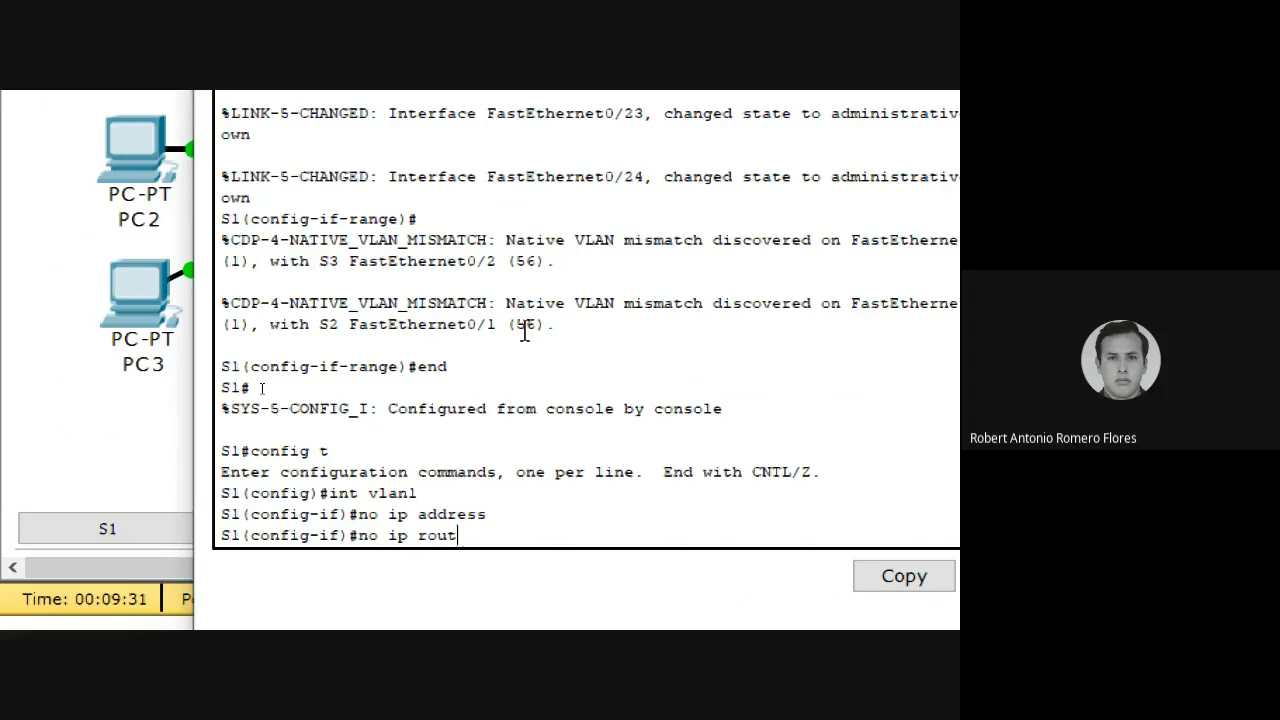 %LINK-5-CHANGED: Interface FastEthernet0/23, changed state to administrativ
own
%LINK-5-CHANGED: Interface FastEthernet0/24, changed state to administrativ
own
S1(config-if-range)#
%CDP-4-NATIVE_VLAN_MISMATCH: Native VLAN mismatch discovered on FastEtherne
(1), with S3 FastEthernet0/2 (56).
%CDP-4-NATIVE_VLAN_MISMATCH: Native VLAN mismatch discovered on FastEtherne
(1), with S2 FastEthernet0/1 (56).
S1(config-if-range)#end
S1#
%SYS-5-CONFIG_I: Configured from console by console
S1#config t
Enter configuration commands, one per line.  End with CNTL/Z.
S1(config)#int vlan1
S1(config-if)#no ip address
S1(config-if)#no ip rout
PC-PT
PC2
PC-PT
PC3
S1
Copy
Time: 00:09:31
Robert Antonio Romero Flores